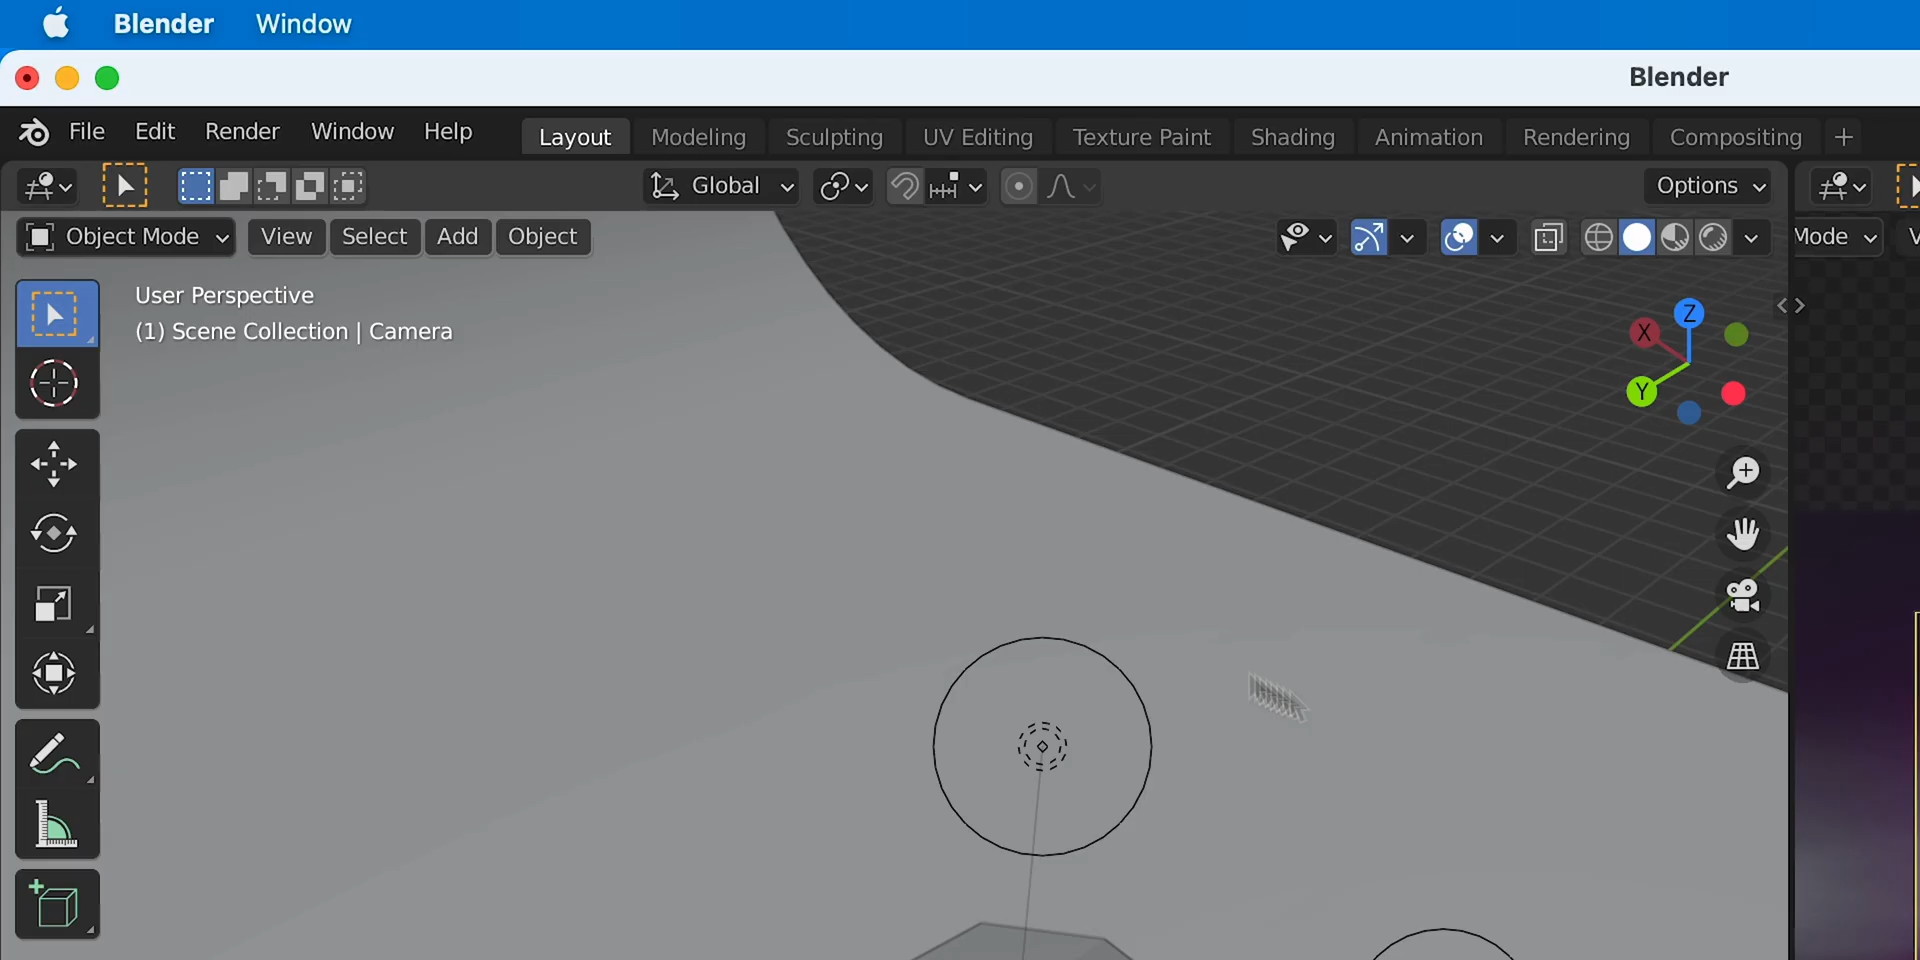 Blender Window
Blender
File Edit Render Window Help Layout Modeling Sculpting UV Editing Texture Paint Shading Animation Rendering Compositing +
Global Options
Object Mode View Select Add Object Mode
User Perspective
(1) Scene Collection | Camera
Z
X
Y